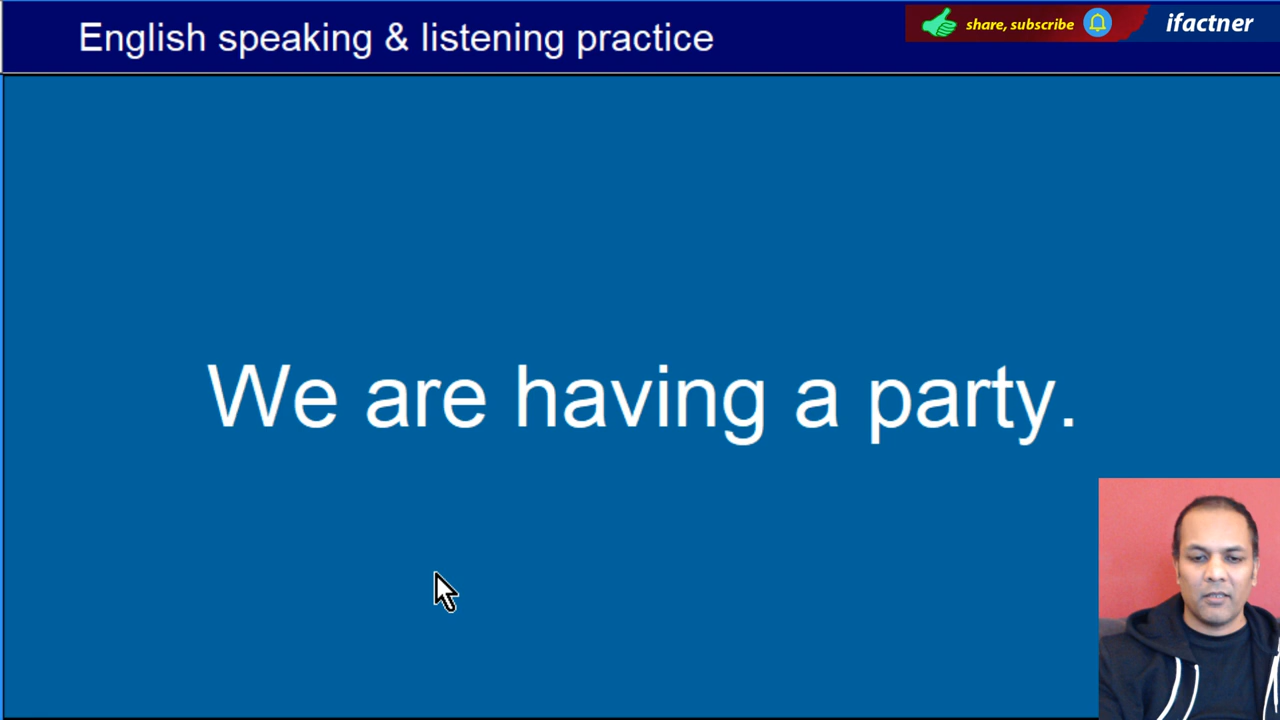 English speaking & listening practice
share, subscribe
ifactner
We are having a party.